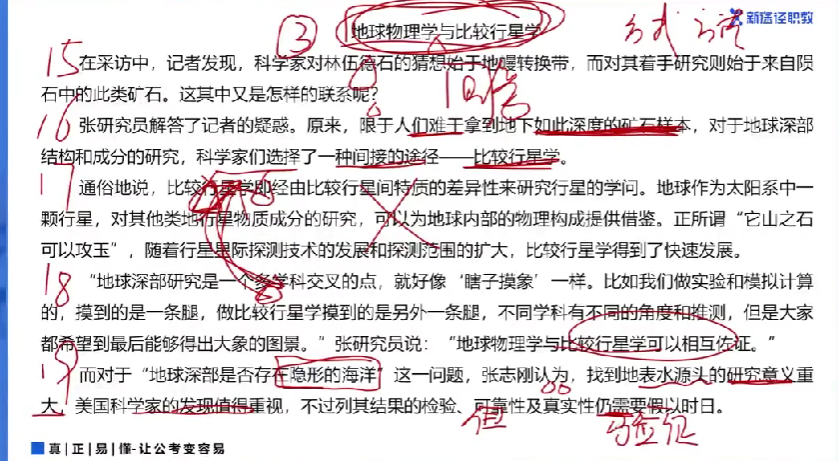 ③ 地球物理学与比较行星学 方式 方法
新途径职教
15 在采访中，记者发现，科学家对林伍德石的猜想始于地幔转换带，而对其着手研究则始于来自陨
石中的此类矿石。这其中又是怎样的联系呢？
16 张研究员解答了记者的疑惑。原来，限于人们难于拿到地下如此深度的矿石样本，对于地球深部
结构和成分的研究，科学家们选择了一种间接的途径——比较行星学。
17 通俗地说，比较行星学即经由比较行星间特质的差异性来研究行星的学问。地球作为太阳系中一
颗行星，对其他类地行星物质成分的研究，可以为地球内部的物理构成提供借鉴。正所谓“它山之石
可以攻玉”，随着行星星际探测技术的发展和探测范围的扩大，比较行星学得到了快速发展。
18 “地球深部研究是一个多学科交叉的点，就好像‘瞎子摸象’一样。比如我们做实验和模拟计算
的，摸到的是一条腿，做比较行星学摸到的是另外一条腿，不同学科有不同的角度和推测，但是大家
都希望到最后能够得出大象的图景。”张研究员说：“地球物理学与比较行星学可以相互佐证。”
19 而对于“地球深部是否存在隐形的海洋”这一问题，张志刚认为，找到地表水源头的研究意义重
大，美国科学家的发现值得重视，不过列其结果的检验、可靠性及真实性仍需要假以时日。
但 验证
真|正|易|懂-让公考变容易